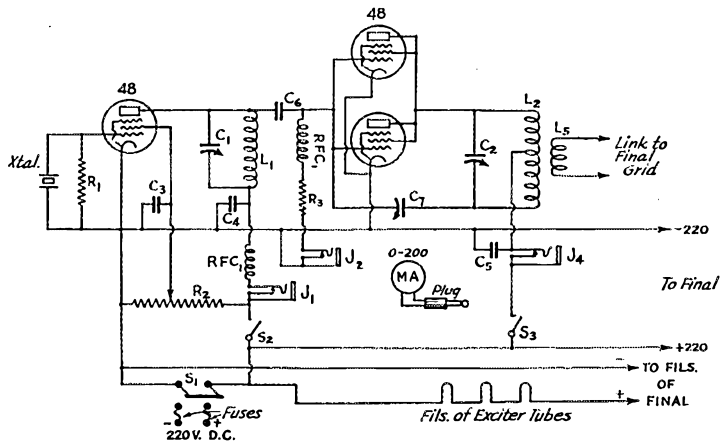 48
48
Xtal.
R1
C3
C1
L1
C4
C6
RFC1
R3
RFC1
R2
J1
J2
C7
C2
L2
L5
Link to
Final
Grid
-220
C5
J4
0-200
MA
Plug
To Final
S2
S3
+220
S1
Fuses
- +
220V. D.C.
Fils. of Exciter Tubes
-
TO FILS.
OF
FINAL
+